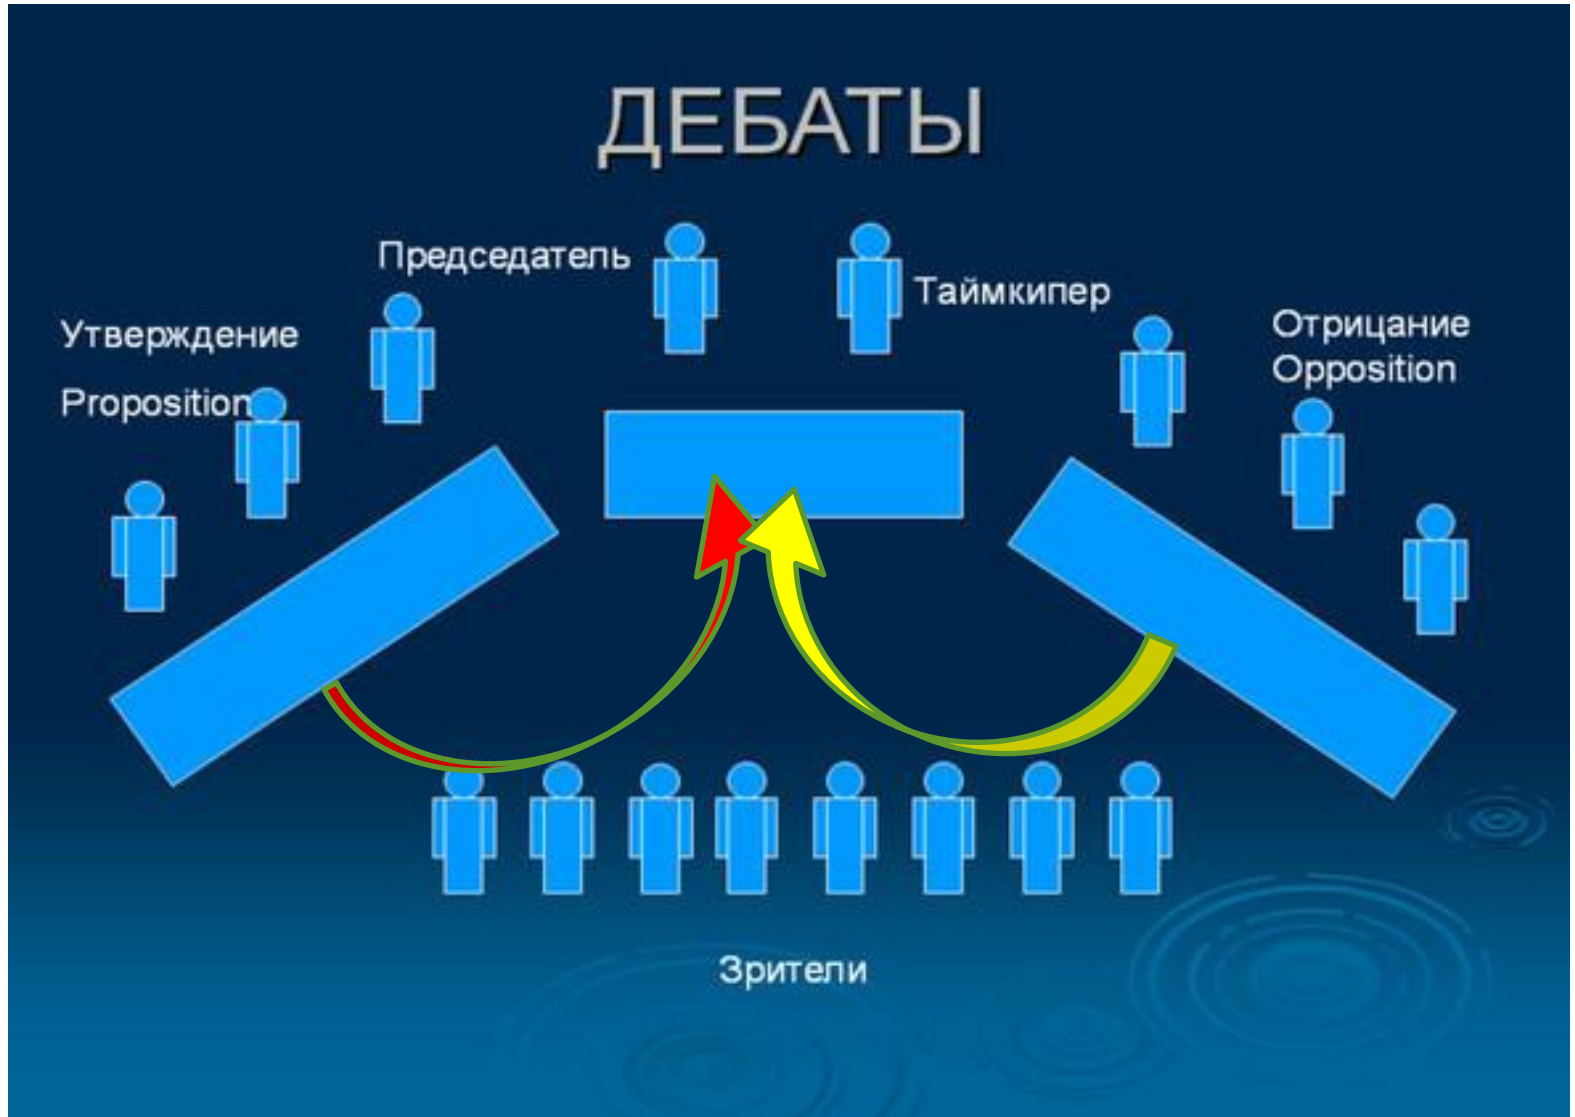 ДЕБАТЫ
Председатель
Таймкипер
Утверждение
Proposition
Отрицание
Opposition
Зрители